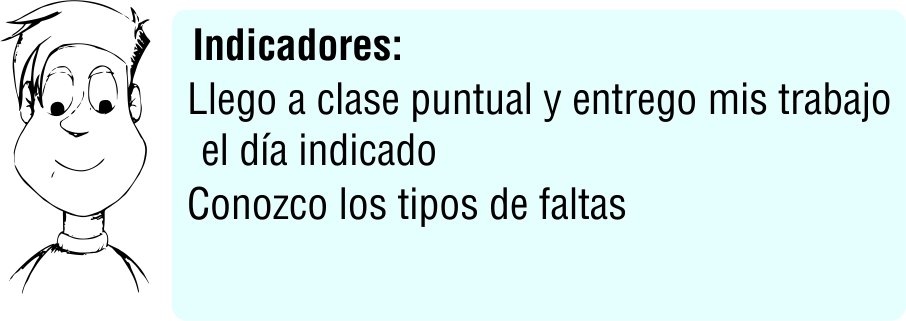 Indicadores:
Llego a clase puntual y entrego mis trabajo
el día indicado
Conozco los tipos de faltas